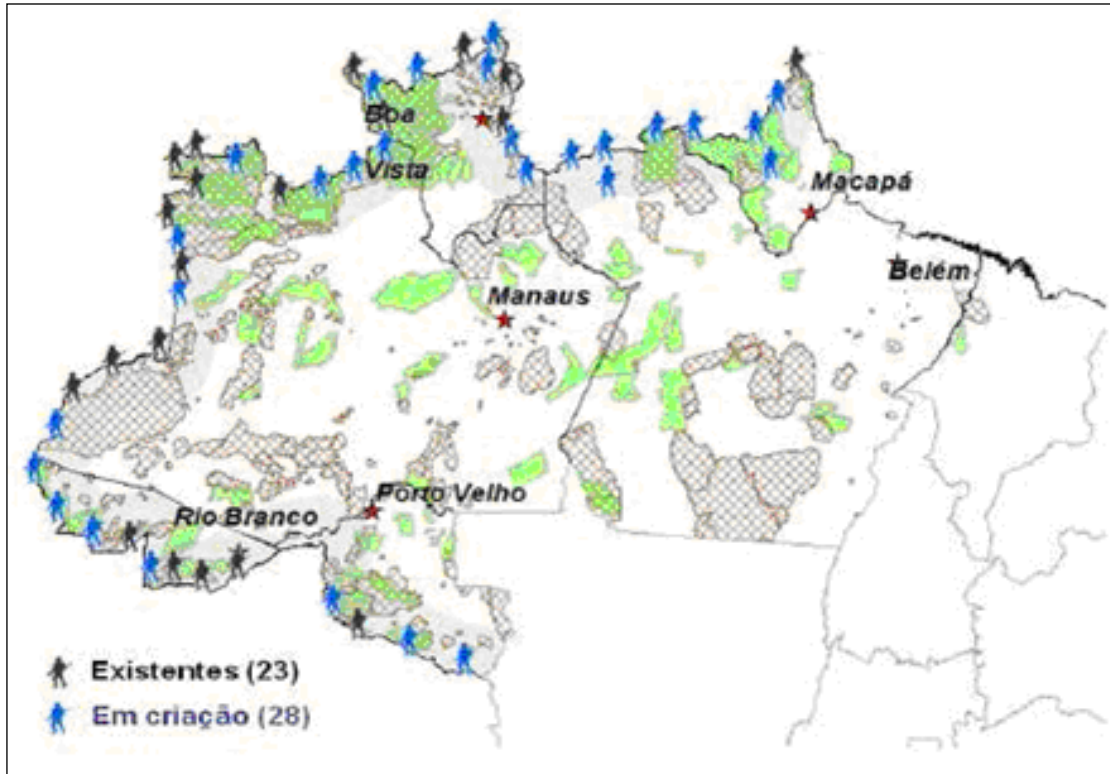 Boa
Vista
Macapá
Belém
Manaus
Porto Velho
Rio Branco
Existentes (23)
Em criação (28)